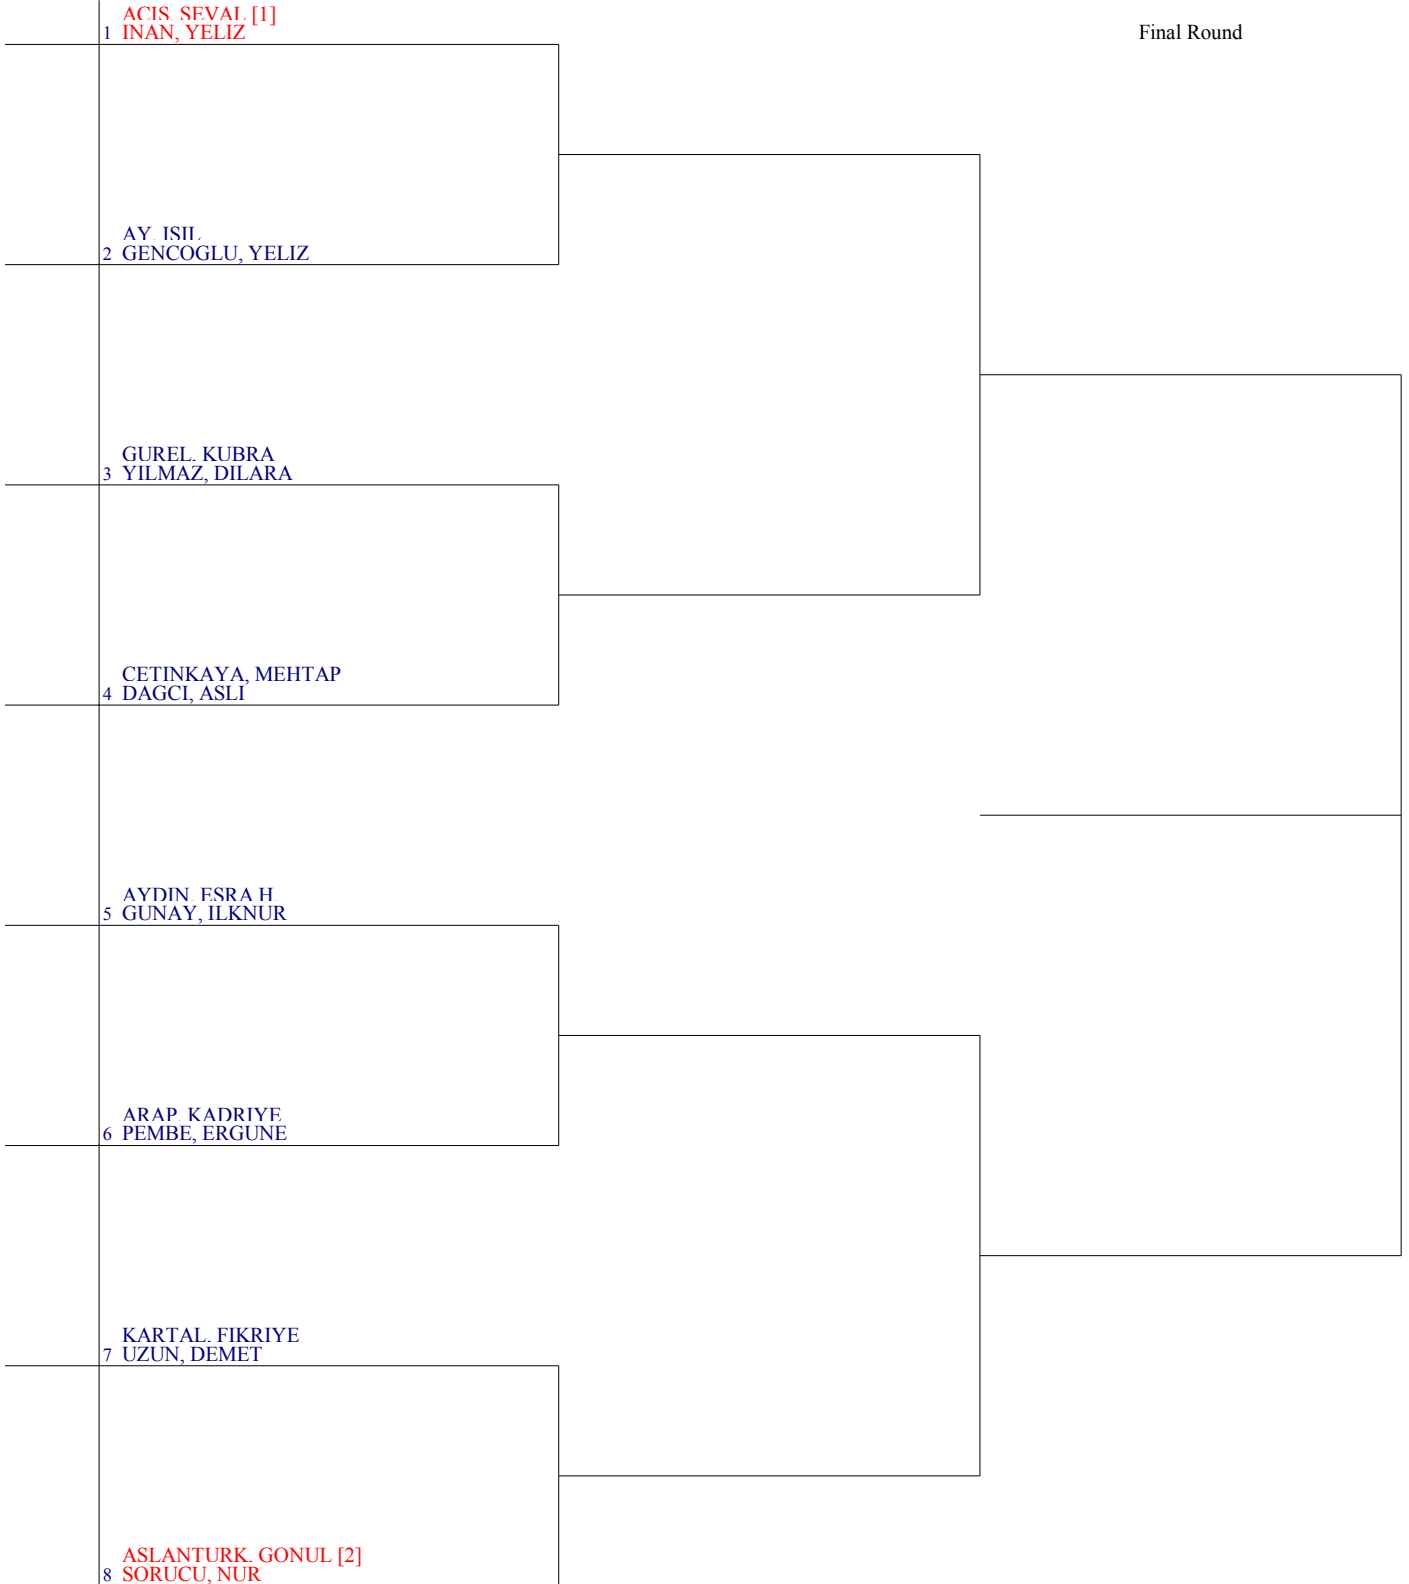 ACIS, SEVAL [1]
Final Round
1 INAN, YELIZ
AY, ISIL
2 GENCOGLU, YELIZ
GUREL, KUBRA
3 YILMAZ, DILARA
CETINKAYA, MEHTAP
4 DAGCI, ASLI
AYDIN, ESRA H.
5 GUNAY, ILKNUR
ARAP, KADRIYE
6 PEMBE, ERGUNE
KARTAL, FIKRIYE
7 UZUN, DEMET
ASLANTURK, GONUL [2]
8 SORUCU, NUR